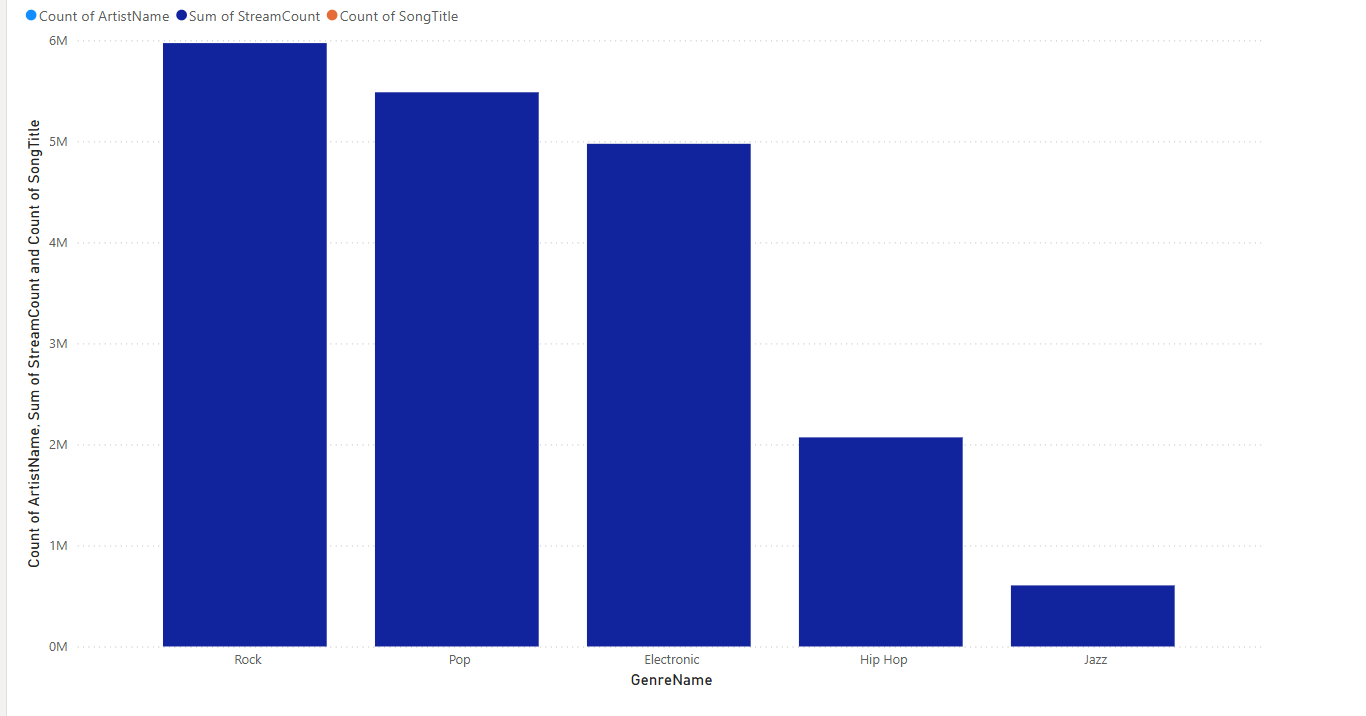 Count of ArtistName Sum of StreamCount Count of SongTitle
Count of ArtistName, Sum of StreamCount and Count of SongTitle
6M
5M
4M
3M
2M
1M
0M
Rock Pop Electronic Hip Hop Jazz
GenreName